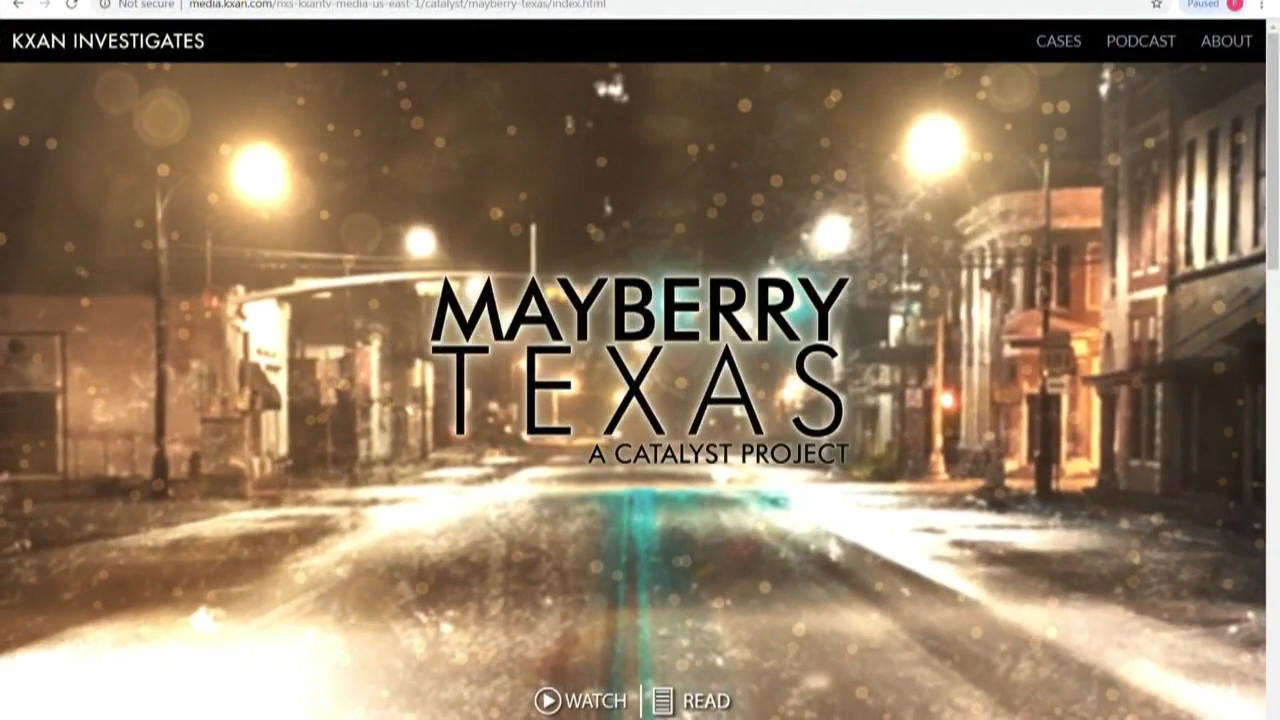 Not secure | media.kxan.com/nxs-kxantv-media-us-east-1/catalyst/mayberry-texas/index.html
Paused
KXAN INVESTIGATES
CASES PODCAST ABOUT
MAYBERRY
TEXAS
A CATALYST PROJECT
WATCH | READ